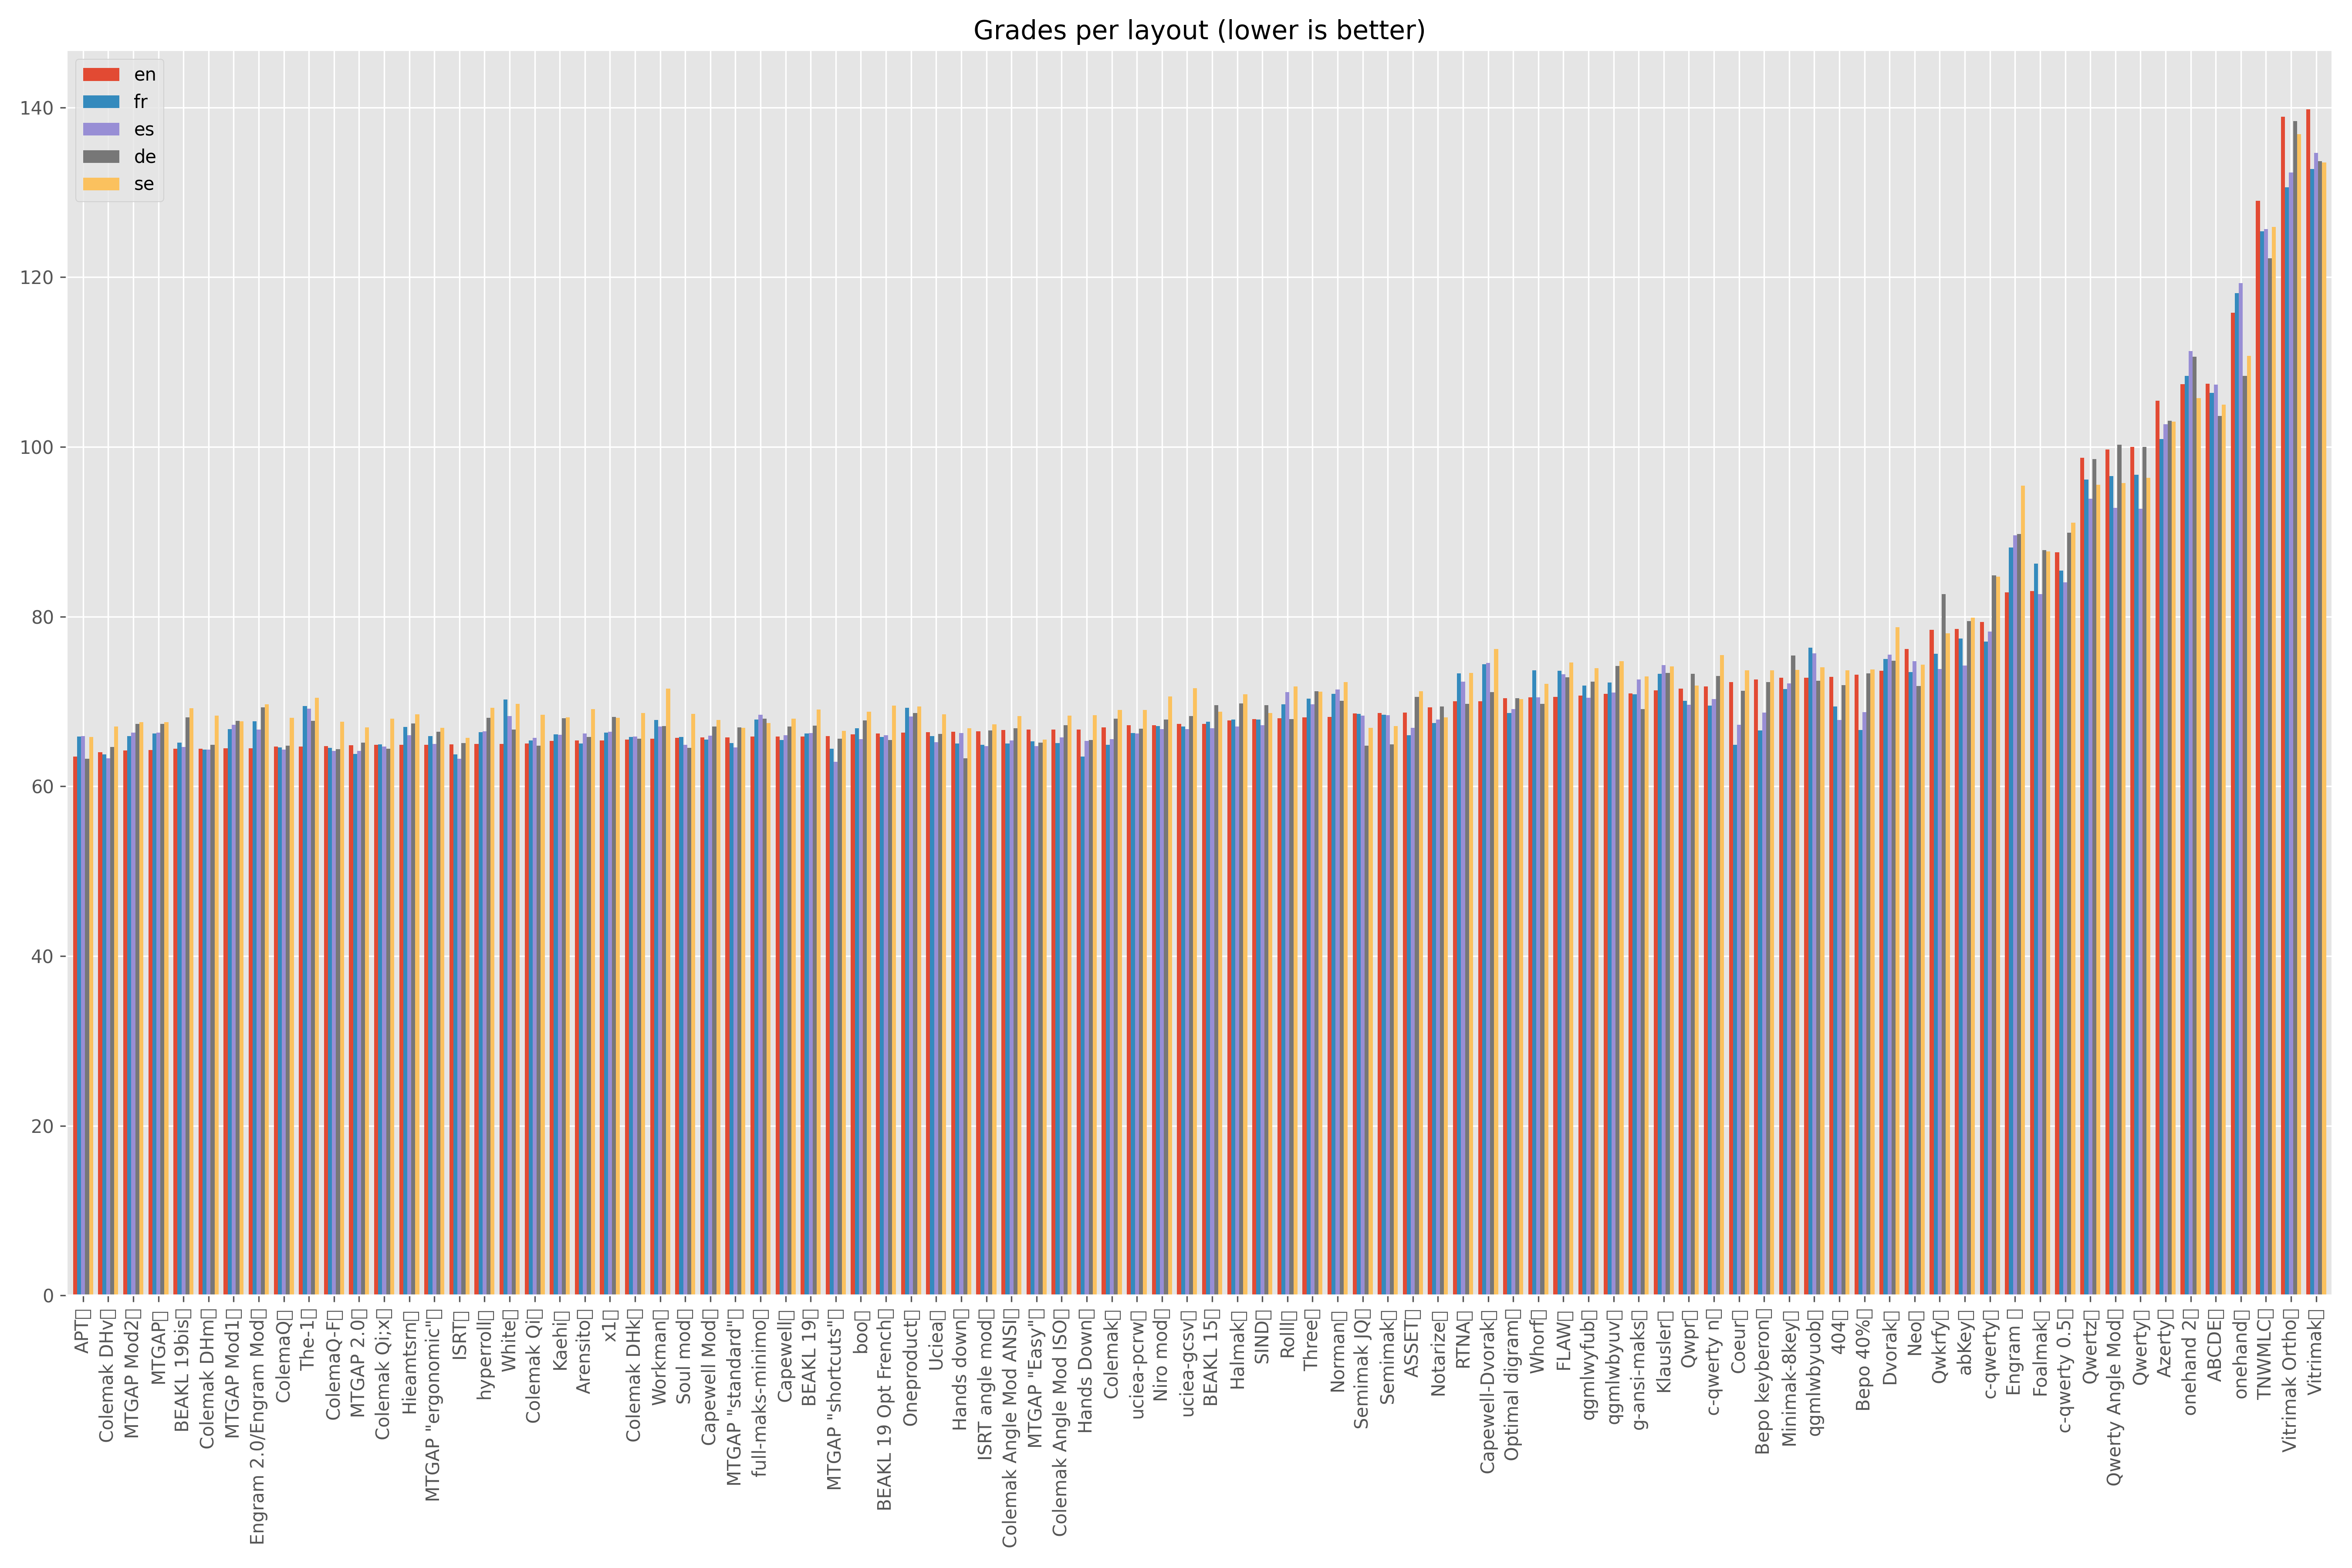 Grades per layout (lower is better)
en
fr
es
de
se
140
120
100
80
60
40
20
0
APT
Colemak DHv
MTGAP Mod2
MTGAP
BEAKL 19bis
Colemak DHm
MTGAP Mod1
Engram 2.0/Engram Mod
ColemaQ
The-1
ColemaQ-F
MTGAP 2.0
Colemak Qi;x
Hieamtsrn
MTGAP "ergonomic"
ISRT
hyperroll
White
Colemak Qi
Kaehi
Arensito
x1
Colemak DHk
Workman
Soul mod
Capewell Mod
MTGAP "standard"
full-maks-minimo
Capewell
BEAKL 19
MTGAP "shortcuts"
boo
BEAKL 19 Opt French
Oneproduct
Uciea
Hands down
ISRT angle mod
Colemak Angle Mod ANSI
MTGAP "Easy"
Colemak Angle Mod ISO
Hands Down
Colemak
uciea-pcrw
Niro mod
uciea-gcsv
BEAKL 15
Halmak
SIND
Rolll
Three
Norman
Semimak JQ
Semimak
ASSET
Notarize
RTNA
Capewell-Dvorak
Optimal digram
Whorf
FLAW
qgmlwyfub
qgmlwbyuv
g-ansi-maks
Klausler
Qwpr
c-qwerty n
Coeur
Bepo keyberon
Minimak-8key
qgmlwbyuob
404
Bepo 40%
Dvorak
Neo
Qwkrfy
abKey
c-qwerty
Engram
Foalmak
c-qwerty 0.5
Qwertz
Qwerty Angle Mod
Qwerty
Azerty
onehand 2
ABCDE
onehand
TNWMLC
Vitrimak Ortho
Vitrimak